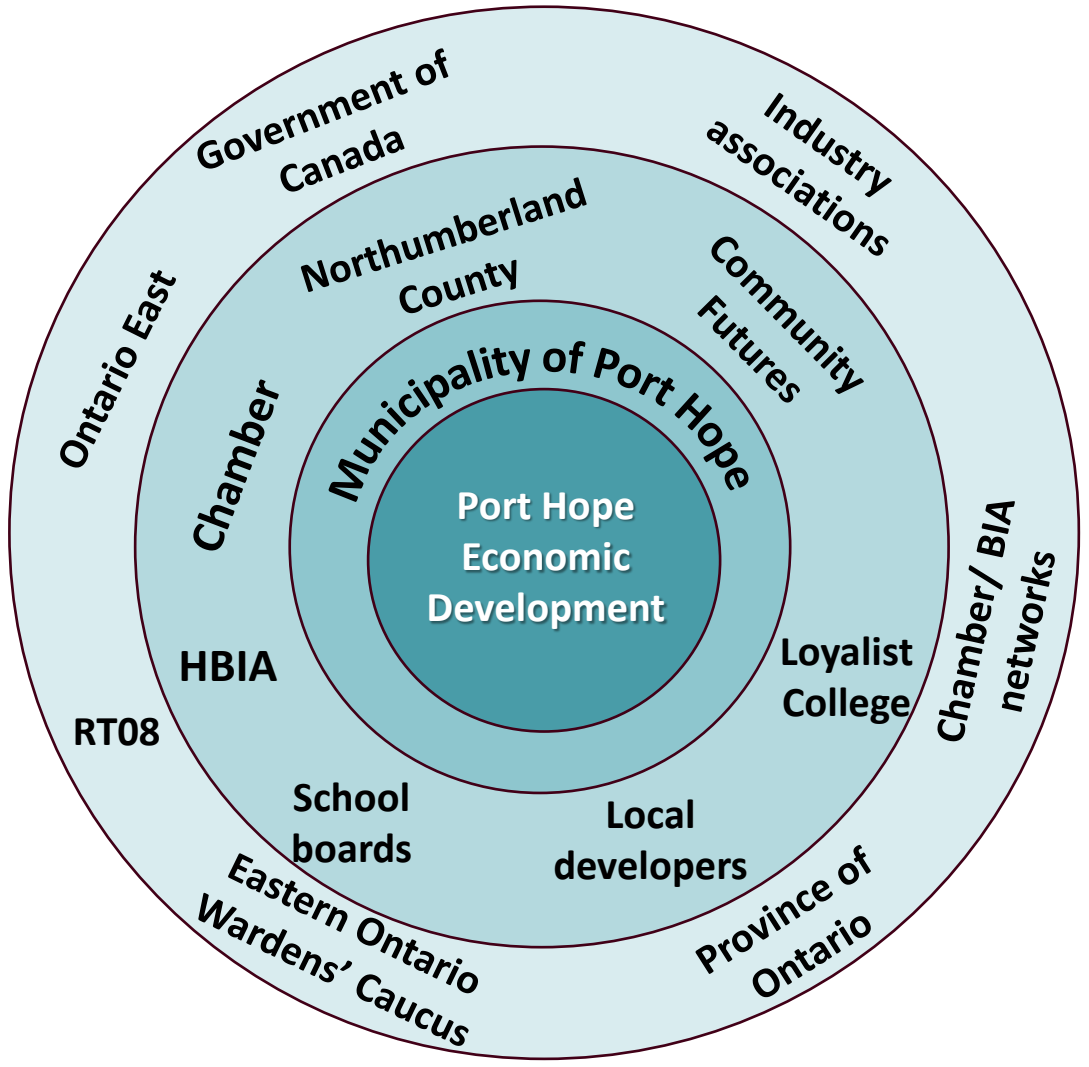 Government of
Canada
Industry
associations
Northumberland
County
Community
Futures
Ontario East
Chamber
Municipality of Port Hope
Port Hope
Economic
Development
Chamber/ BIA
networks
HBIA
Loyalist
College
RT08
School
boards
Local
developers
Eastern Ontario
Wardens’ Caucus
Province of
Ontario